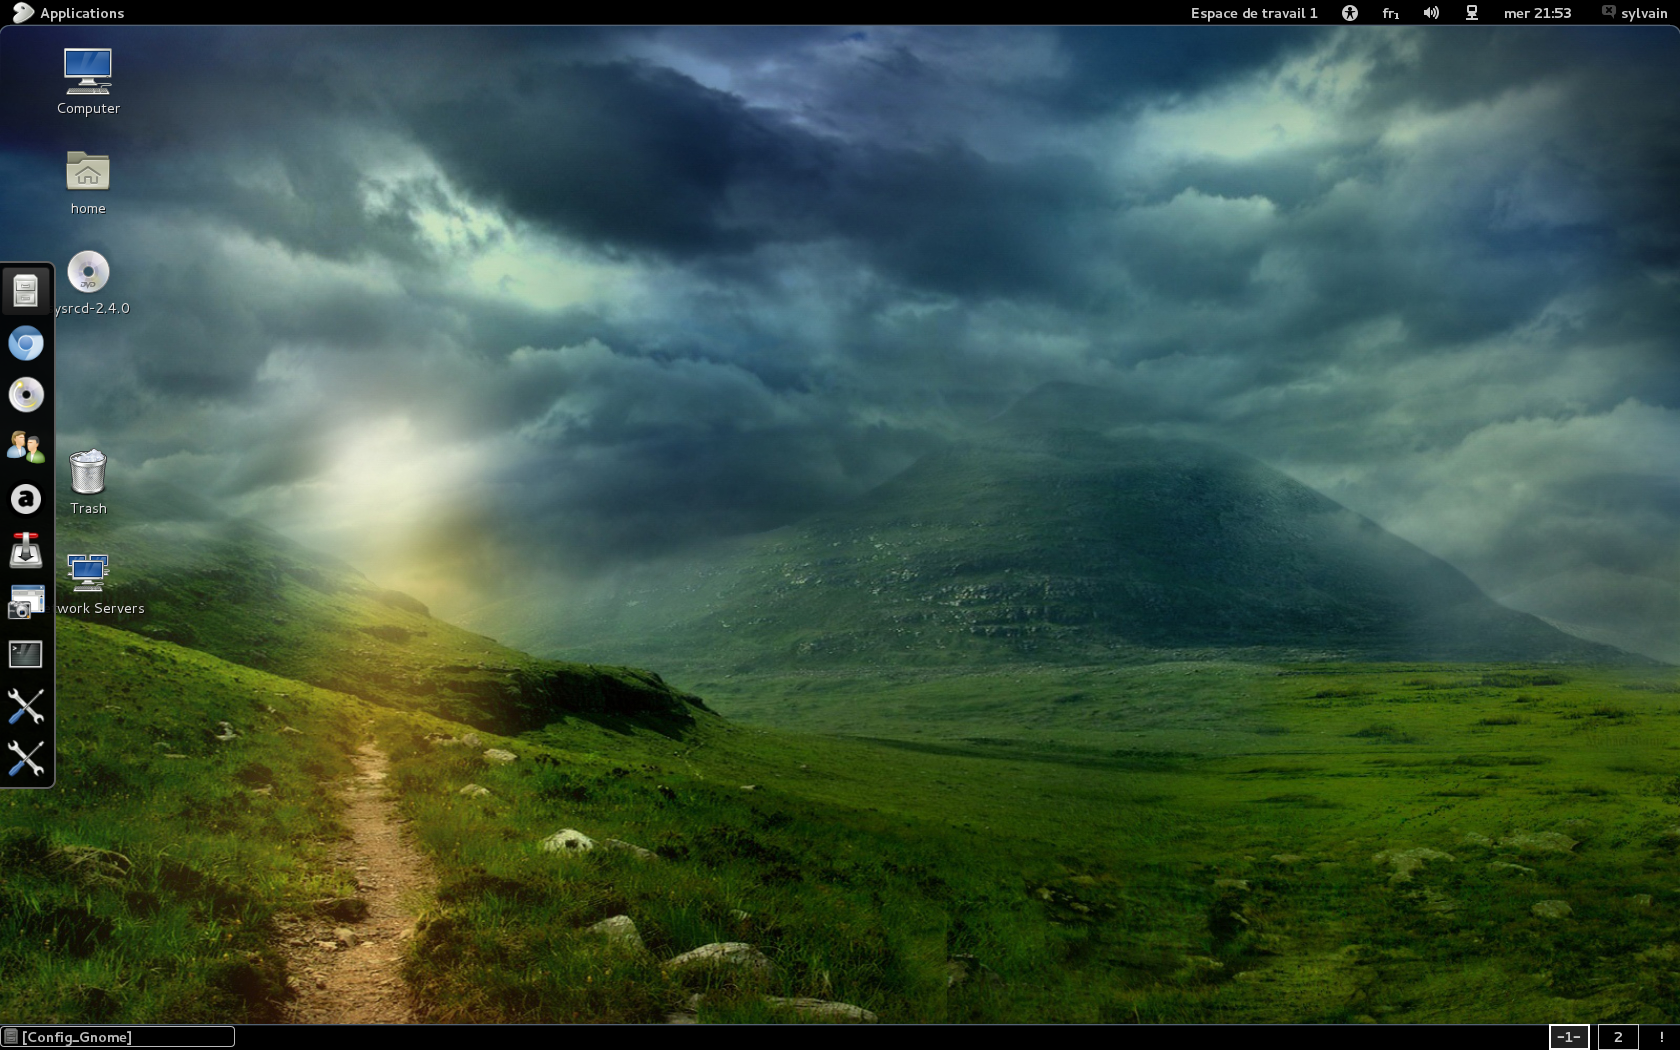 Applications
Espace de travail 1
fr₁
mer 21:53
sylvain
Computer
home
DVD
ysrcd-2.4.0
a
Trash
work Servers
[Config_Gnome]
-1-
2
!